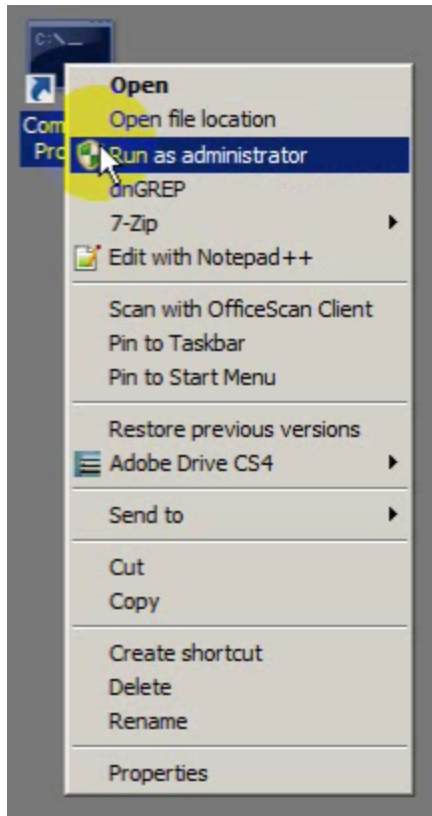 C:\_
Com
Pro
Open
Open file location
Run as administrator
dnGREP
7-Zip
Edit with Notepad++
Scan with OfficeScan Client
Pin to Taskbar
Pin to Start Menu
Restore previous versions
Adobe Drive CS4
Send to
Cut
Copy
Create shortcut
Delete
Rename
Properties